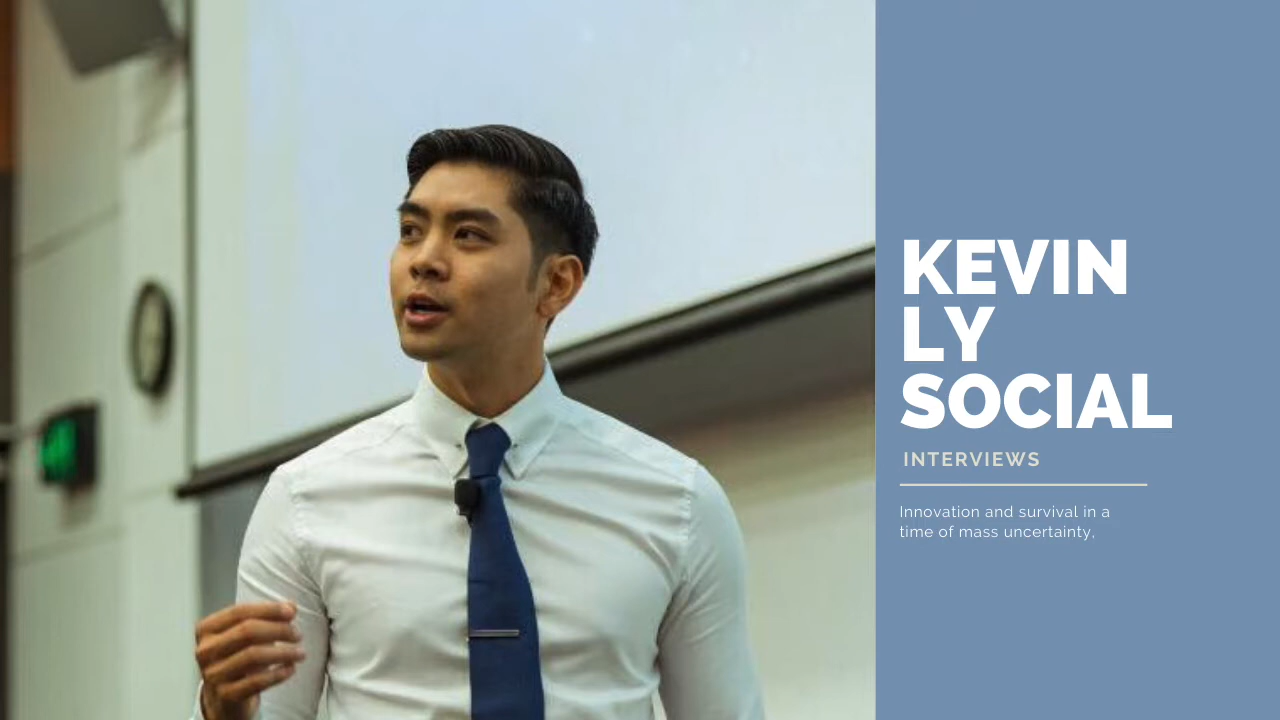 KEVIN
LY
SOCIAL
INTERVIEWS
Innovation and survival in a
time of mass uncertainty,